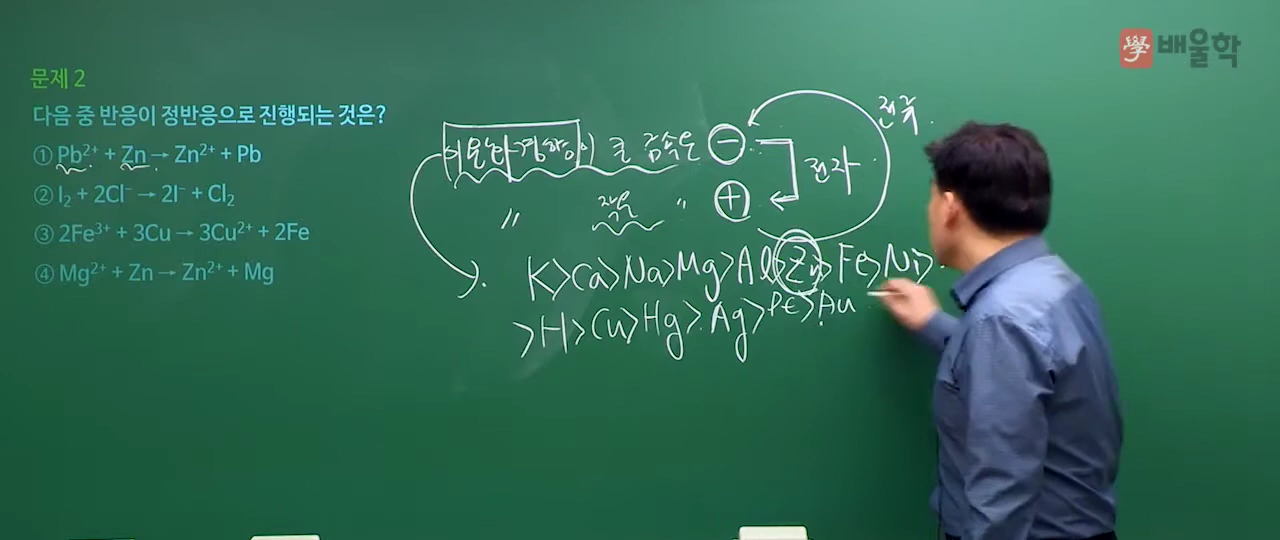 學 배울학
문제 2
다음 중 반응이 정반응으로 진행되는 것은?
① Pb²⁺ + Zn → Zn²⁺ + Pb
② I₂ + 2Cl⁻ → 2I⁻ + Cl₂
③ 2Fe³⁺ + 3Cu → 3Cu²⁺ + 2Fe
④ Mg²⁺ + Zn → Zn²⁺ + Mg
이온화경향이 큰 금속은 ⊖ 전자 전류
〃 작은 〃 ⊕
K>Ca>Na>Mg>Al>Zn>Fe>Ni>
>H>Cu>Hg>Ag>Pt>Au